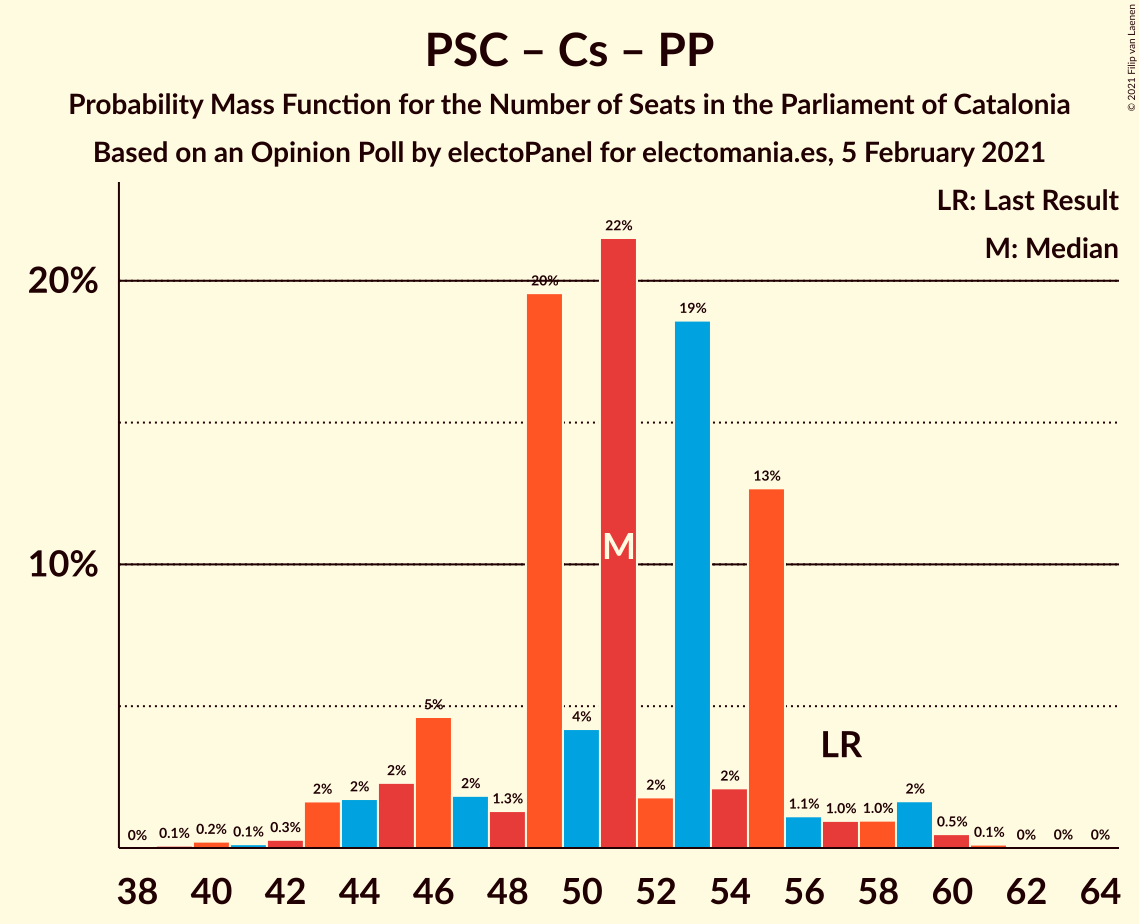 PSC – Cs – PP
Probability Mass Function for the Number of Seats in the Parliament of Catalonia
Based on an Opinion Poll by electoPanel for electomania.es, 5 February 2021
© 2021 Filip van Laenen
LR: Last Result
M: Median
20%
10%
0% 0.1% 0.2% 0.1% 0.3% 2% 2% 2% 5% 2% 1.3% 20% 4% 22% 2% 19% 2% 13% 1.1% 1.0% 1.0% 2% 0.5% 0.1% 0% 0% 0%
M
LR
38 40 42 44 46 48 50 52 54 56 58 60 62 64